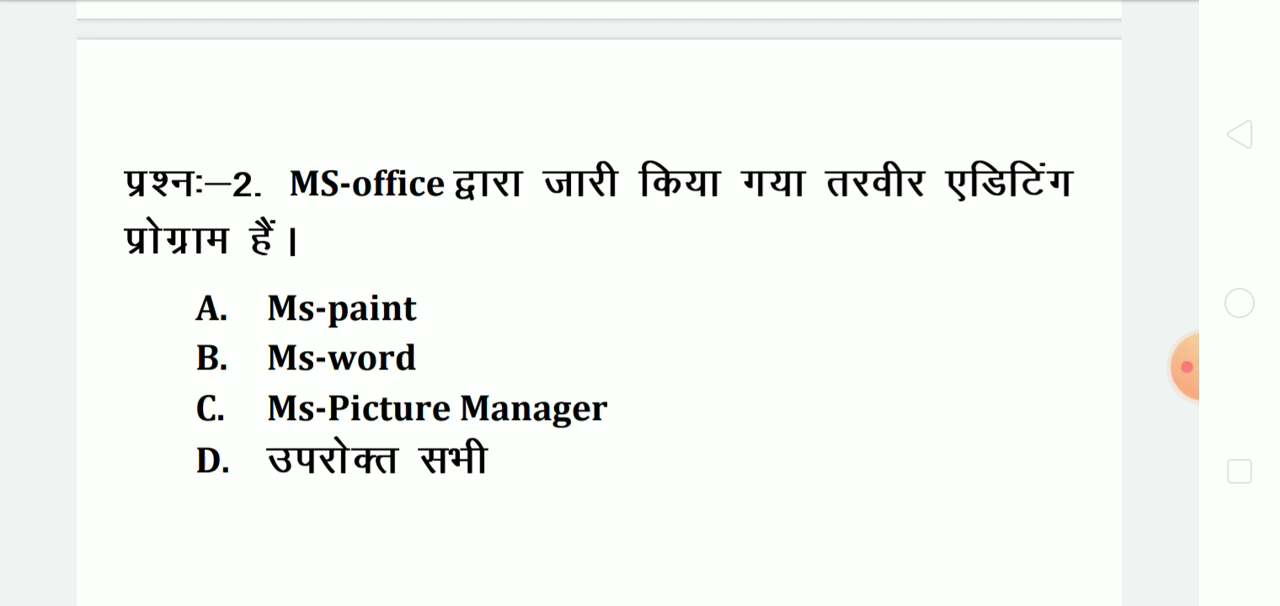 प्रश्नः–2. MS-office द्वारा जारी किया गया तरवीर एडिटिंग
प्रोग्राम हैं।
A. Ms-paint
B. Ms-word
C. Ms-Picture Manager
D. उपरोक्त सभी